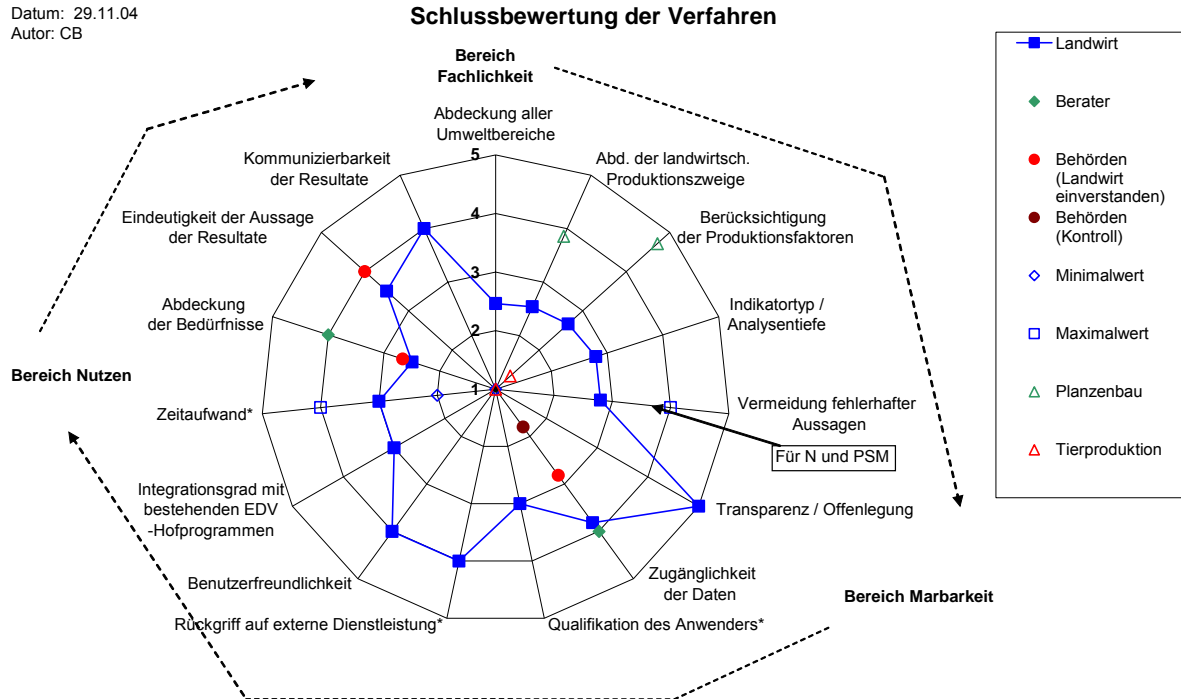 Datum: 29.11.04
Autor: CB
Schlussbewertung der Verfahren
Bereich
Fachlichkeit
Abdeckung aller
Umweltbereiche
Abd. der landwirtsch.
Produktionszweige
Berücksichtigung
der Produktionsfaktoren
Indikatortyp /
Analysentiefe
Vermeidung fehlerhafter
Aussagen
Für N und PSM
Transparenz / Offenlegung
Zugänglichkeit
der Daten
Bereich Marbarkeit
Qualifikation des Anwenders*
Rückgriff auf externe Dienstleistung*
Benutzerfreundlichkeit
Integrationsgrad mit
bestehenden EDV
-Hofprogrammen
Zeitaufwand*
Bereich Nutzen
Abdeckung
der Bedürfnisse
Eindeutigkeit der Aussage
der Resultate
Kommunizierbarkeit
der Resultate
5
4
3
2
1
Landwirt
Berater
Behörden
(Landwirt
einverstanden)
Behörden
(Kontroll)
Minimalwert
Maximalwert
Planzenbau
Tierproduktion